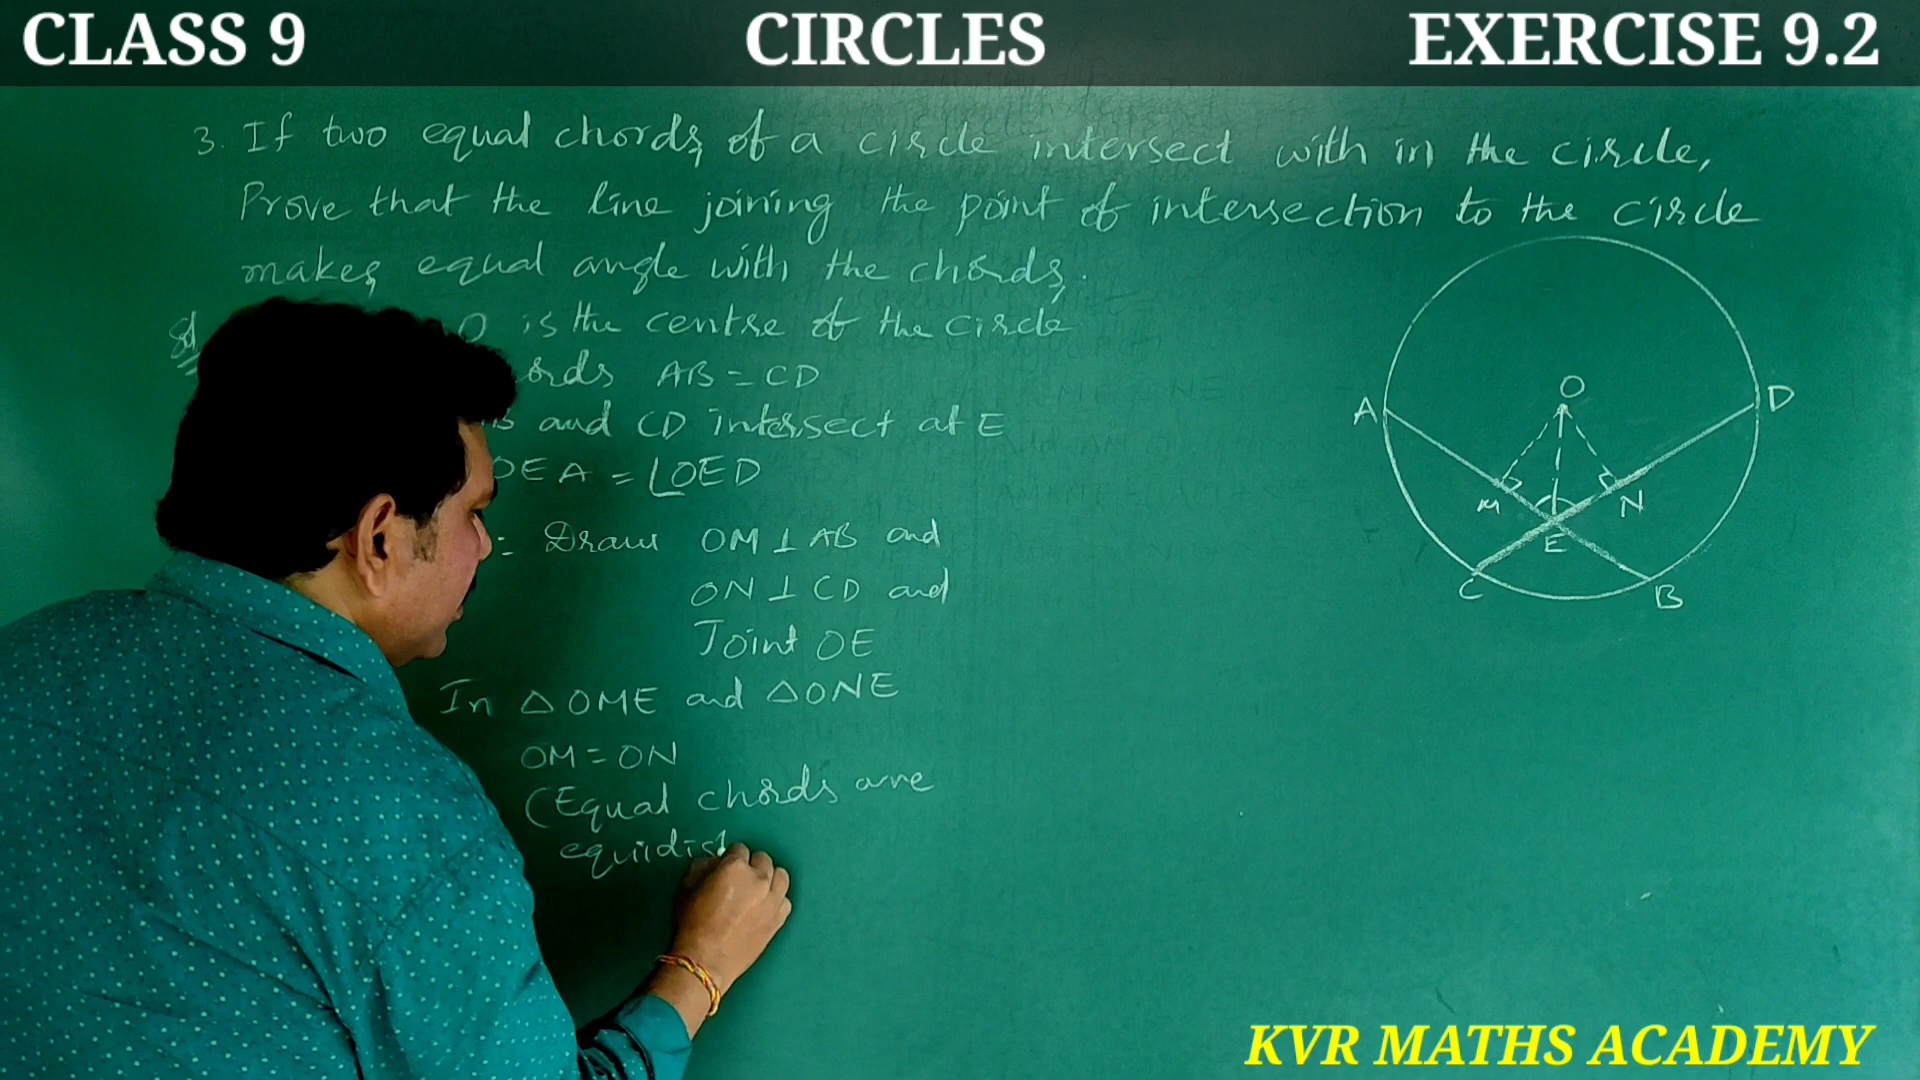 CLASS 9 CIRCLES EXERCISE 9.2
3. If two equal chords of a circle intersect with in the circle,
Prove that the line joining the point of intersection to the circle
makes equal angle with the chords.
Sol O is the centre of the circle
ords AB = CD
B and CD intersect at E
OEA = ∠OED
: Draw OM ⊥ AB and
ON ⊥ CD and
Joint OE
In △OME and △ONE
OM = ON
(Equal chords are
equidist
O
A
D
M
N
E
C
B
KVR MATHS ACADEMY